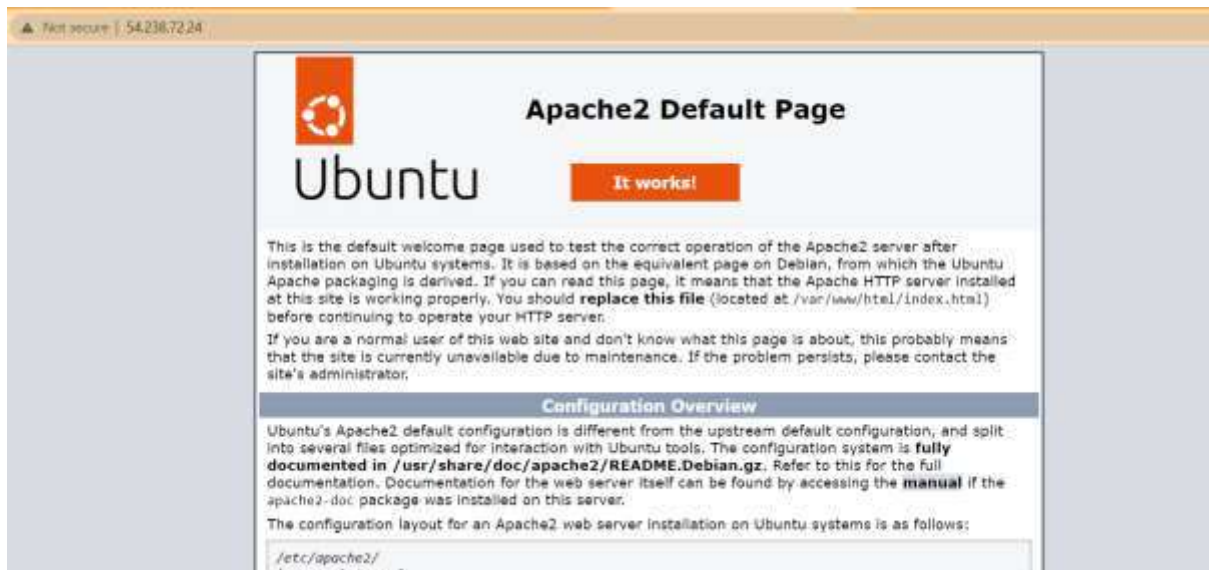 Not secure | 54.238.72.24
Apache2 Default Page
Ubuntu
It works!
This is the default welcome page used to test the correct operation of the Apache2 server after
installation on Ubuntu systems. It is based on the equivalent page on Debian, from which the Ubuntu
Apache packaging is derived. If you can read this page, it means that the Apache HTTP server installed
at this site is working properly. You should replace this file (located at /var/www/html/index.html)
before continuing to operate your HTTP server.
If you are a normal user of this web site and don't know what this page is about, this probably means
that the site is currently unavailable due to maintenance. If the problem persists, please contact the
site's administrator.
Configuration Overview
Ubuntu's Apache2 default configuration is different from the upstream default configuration, and split
into several files optimized for interaction with Ubuntu tools. The configuration system is fully
documented in /usr/share/doc/apache2/README.Debian.gz. Refer to this for the full
documentation. Documentation for the web server itself can be found by accessing the manual if the
apache2-doc package was installed on this server.
The configuration layout for an Apache2 web server installation on Ubuntu systems is as follows:
/etc/apache2/